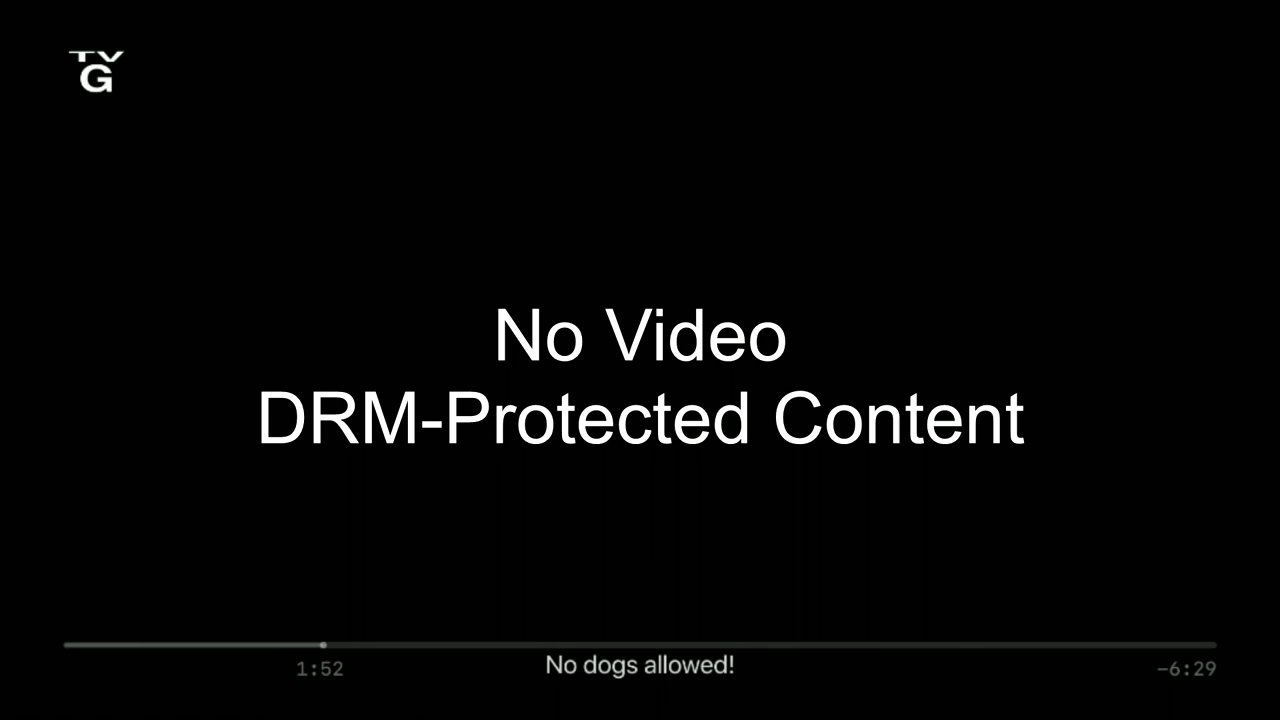 TV
G
No Video
DRM-Protected Content
1:52
No dogs allowed!
−6:29